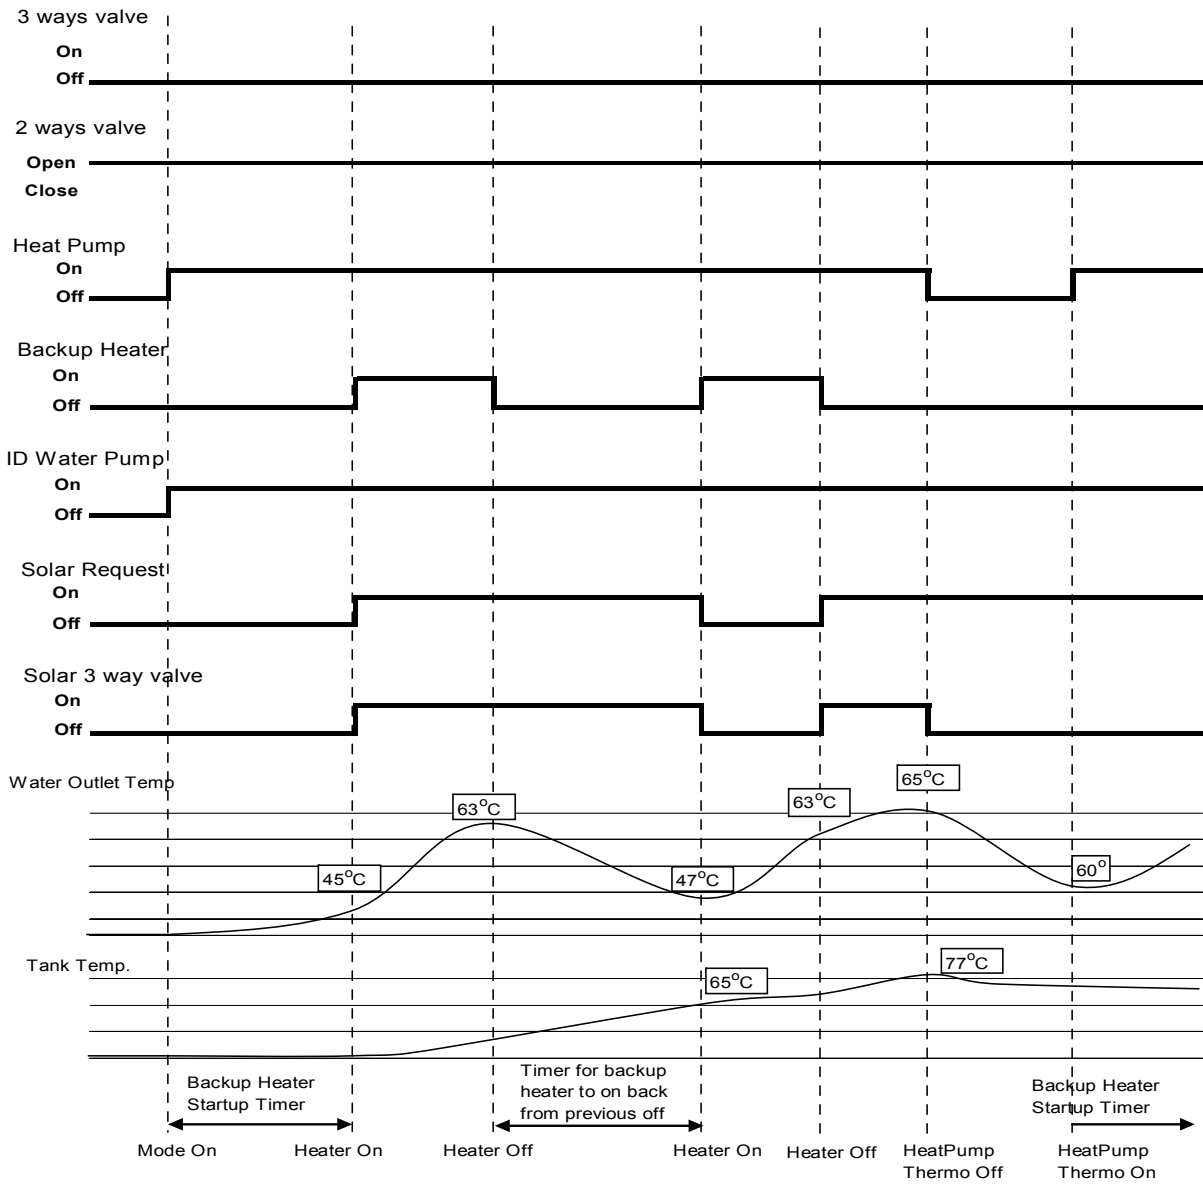 3 ways valve
On
Off
2 ways valve
Open
Close
Heat Pump
On
Off
Backup Heater
On
Off
ID Water Pump
On
Off
Solar Request
On
Off
Solar 3 way valve
On
Off
Water Outlet Temp
65°C
63°C
63°C
45°C
47°C
60°
Tank Temp.
77°C
65°C
Backup Heater
Startup Timer
Timer for backup
heater to on back
from previous off
Backup Heater
Startup Timer
Mode On
Heater On
Heater Off
Heater On
Heater Off
HeatPump
Thermo Off
HeatPump
Thermo On